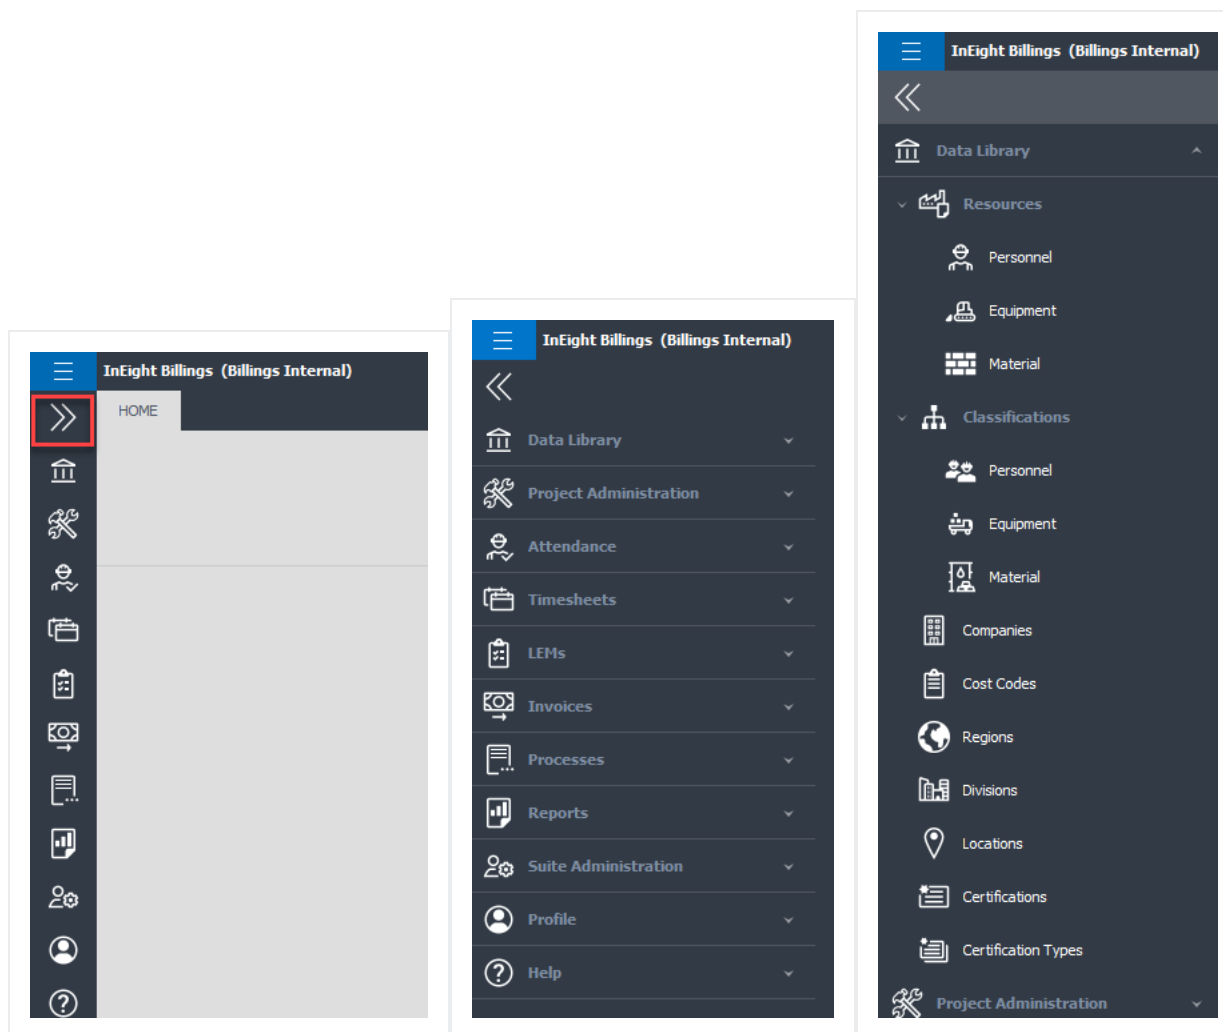 InEight Billings (Billings Internal)
HOME
InEight Billings (Billings Internal)
Data Library
Project Administration
Attendance
Timesheets
LEMs
Invoices
Processes
Reports
Suite Administration
Profile
Help
InEight Billings (Billings Internal)
Data Library
Resources
Personnel
Equipment
Material
Classifications
Personnel
Equipment
Material
Companies
Cost Codes
Regions
Divisions
Locations
Certifications
Certification Types
Project Administration